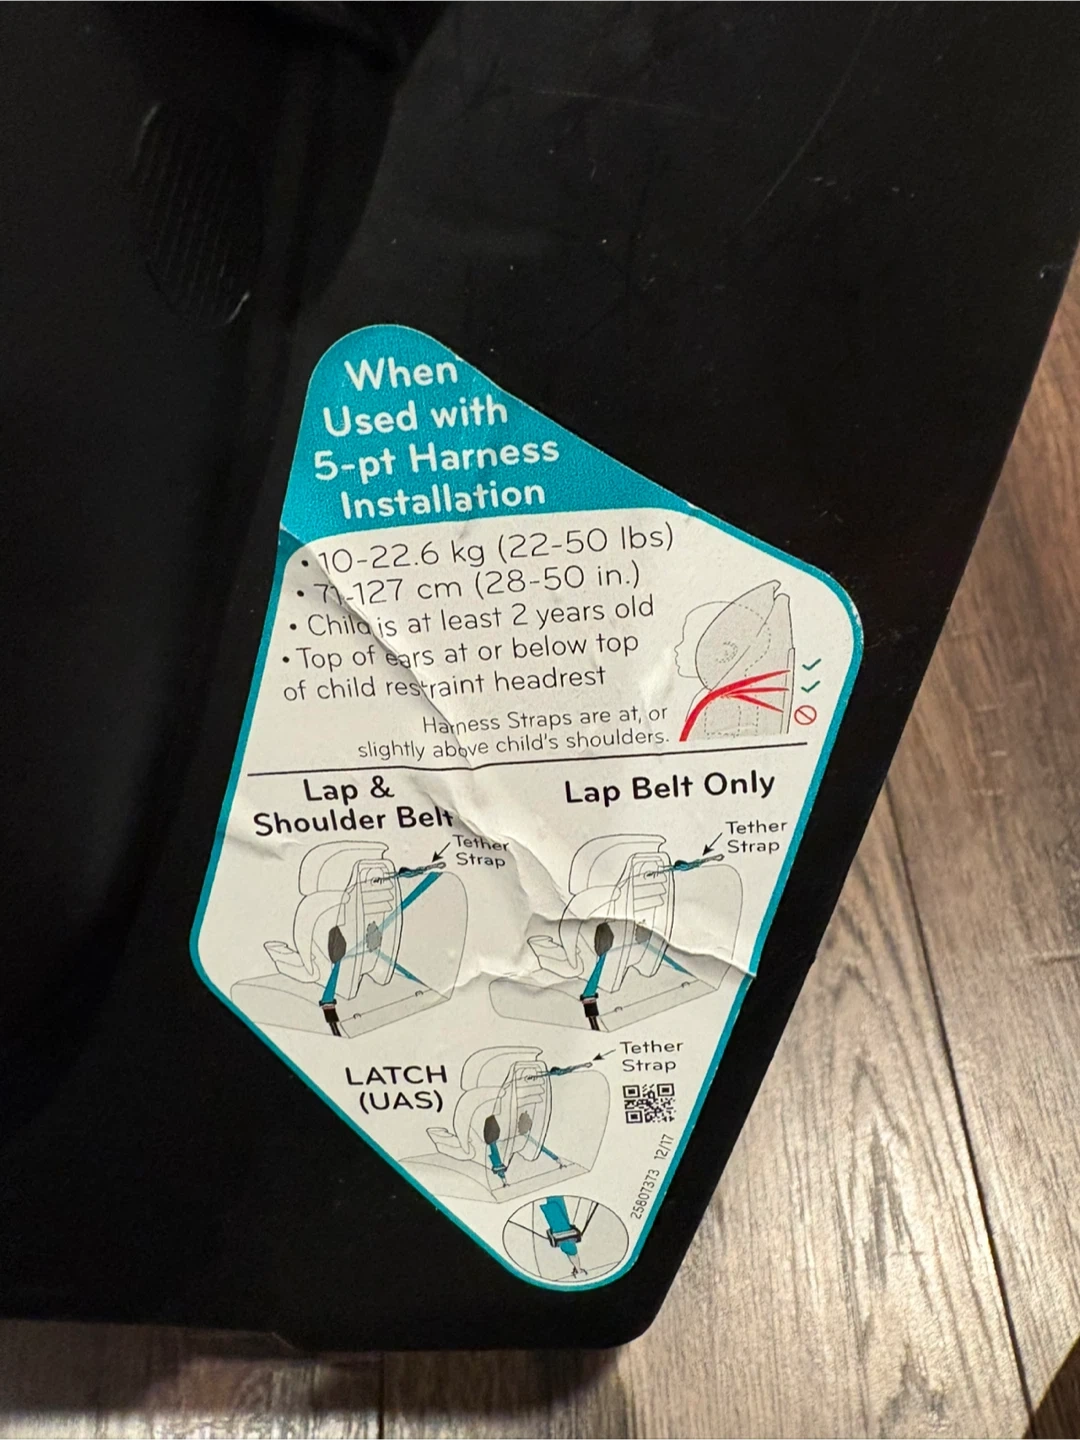 When
Used with
5-pt Harness
Installation
• 10-22.6 kg (22-50 lbs)
• 71-127 cm (28-50 in.)
• Child is at least 2 years old
• Top of ears at or below top
of child restraint headrest
Harness Straps are at, or
slightly above child's shoulders.
Lap &
Shoulder Belt
Tether
Strap
Lap Belt Only
Tether
Strap
LATCH
(UAS)
Tether
Strap
25807373 12/17